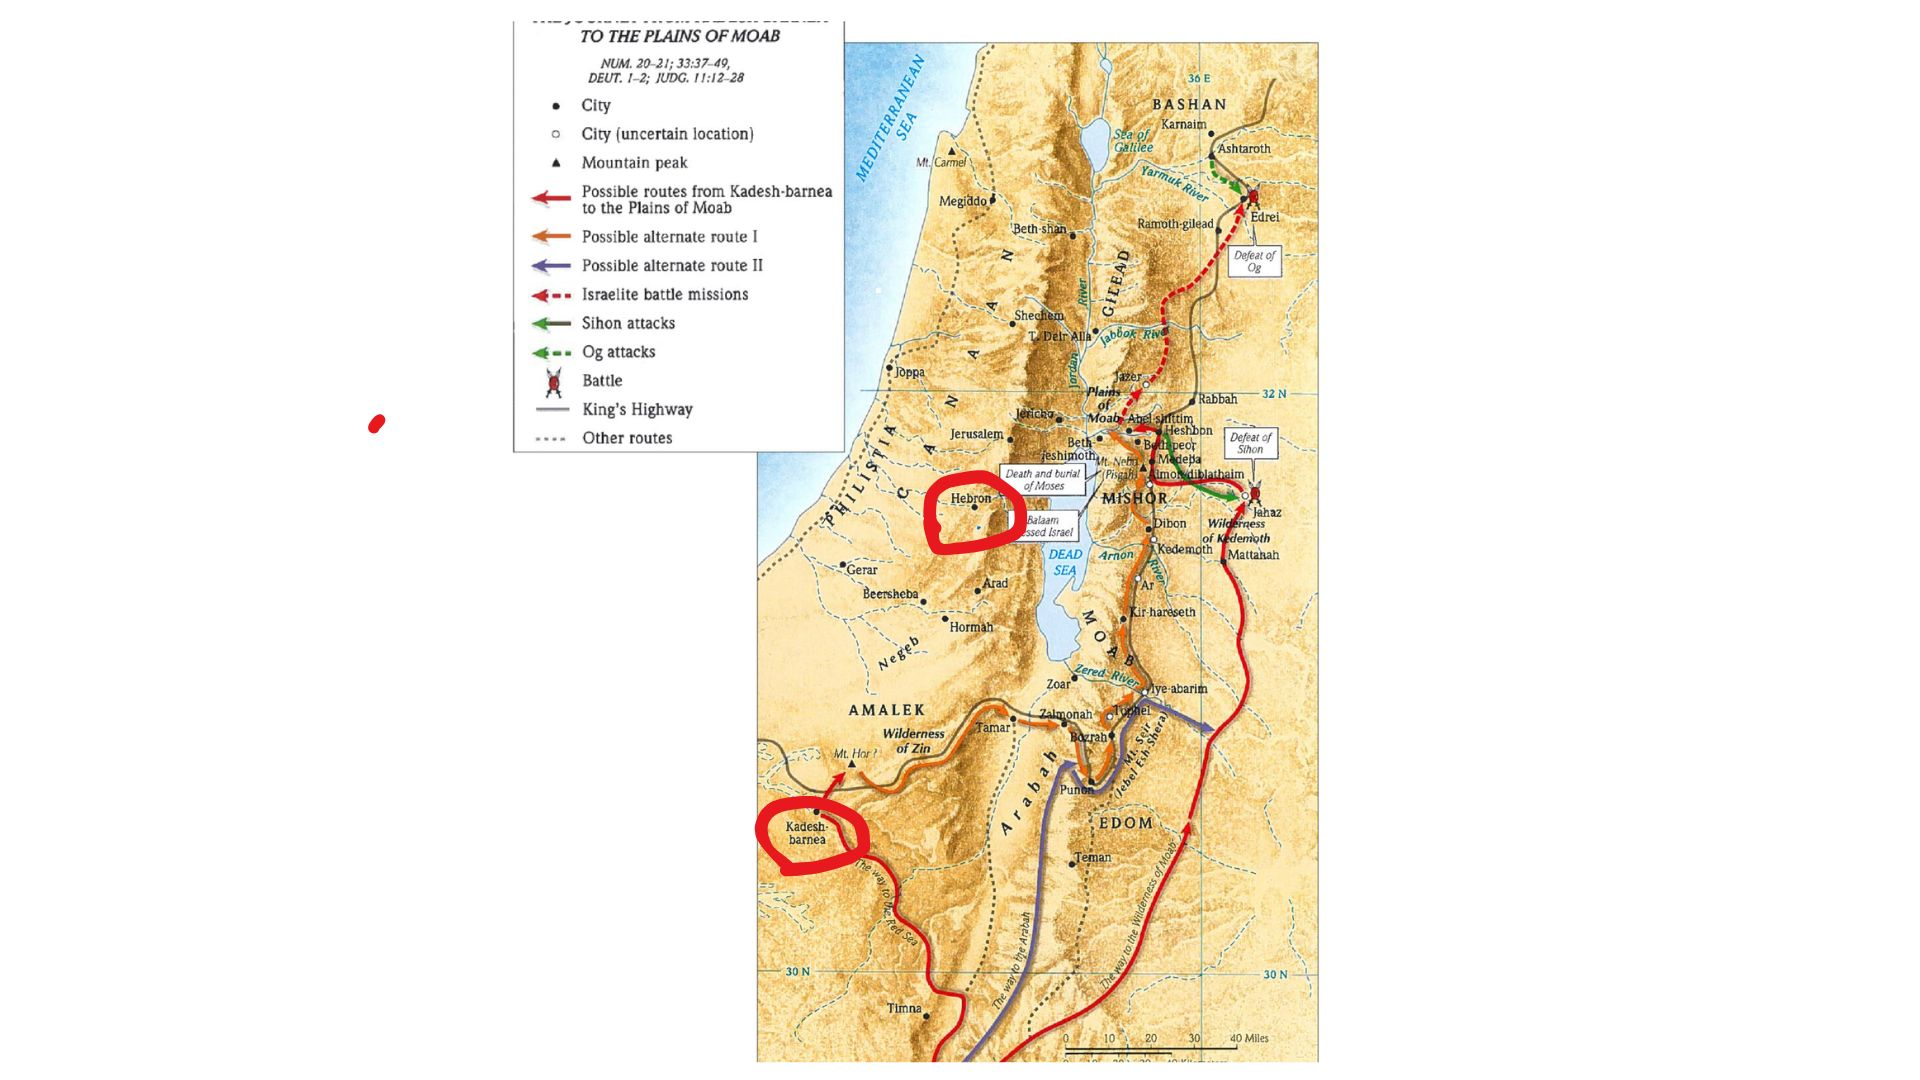 TO THE PLAINS OF MOAB
NUM. 20–21; 33:37–49,
DEUT. 1–2; JUDG. 11:12–28
City
City (uncertain location)
Mountain peak
Possible routes from Kadesh-barnea
to the Plains of Moab
Possible alternate route I
Possible alternate route II
Israelite battle missions
Sihon attacks
Og attacks
Battle
King's Highway
Other routes
MEDITERRANEAN
SEA
36 E
BASHAN
Karnaim
Sea of
Galilee
Ashtaroth
Mt. Carmel
Yarmuk River
Megiddo
Edrei
Ramoth-gilead
Beth-shan
Defeat of
Og
GILEAD
CANAAN
Jordan River
Shechem
T. Deir Alla
Jabbok River
Joppa
Jazer
32 N
Plains
of
Moab
Rabbah
Jericho
Abel-shittim
Heshbon
Jerusalem
Beth-
jeshimoth
Beth-peor
Defeat of
Sihon
PHILISTIA
Mt. Nebo
(Pisgah)
Medeba
Death and burial
of Moses
Almon-diblathaim
Hebron
MISHOR
Jahaz
Balaam
essed Israel
Dibon
Wilderness
of Kedemoth
DEAD
SEA
Arnon River
Kedemoth
Mattanah
Gerar
Arad
Ar
Beersheba
Kir-hareseth
Hormah
MOAB
Negeb
Zered River
Zoar
Iye-abarim
AMALEK
Zalmonah
Tophel
Tamar
Wilderness
of Zin
Bozrah
Mt. Seir
(Jebel Esh-Shera)
Mt. Hor ?
Arabah
Punon
Kadesh-
barnea
EDOM
Teman
The way to the Red Sea
The way to the Arabah
The way to the Wilderness of Moab
30 N
30 N
Timna
0 10 20 30 40 Miles